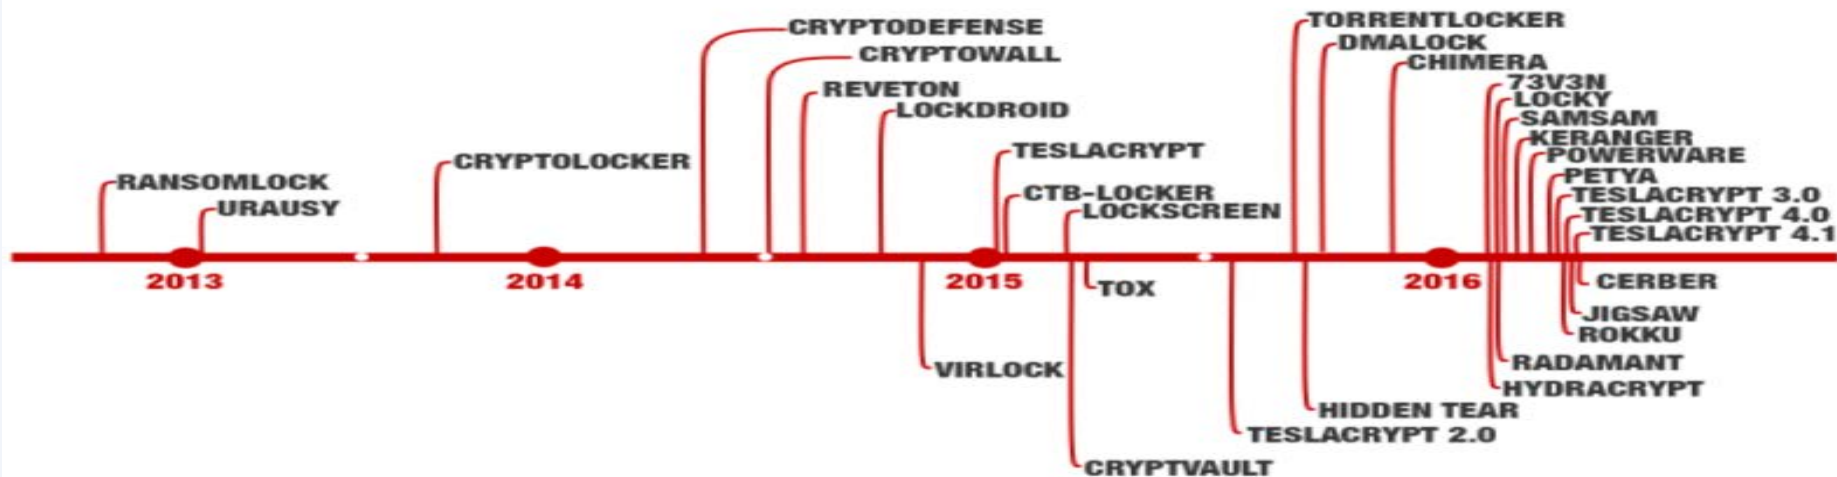 CRYPTODEFENSE
CRYPTOWALL
REVETON
LOCKDROID
CRYPTOLOCKER
RANSOMLOCK
URAUSY
TESLACRYPT
CTB-LOCKER
LOCKSCREEN
TORRENTLOCKER
DMALOCK
CHIMERA
73V3N
LOCKY
SAMSAM
KERANGER
POWERWARE
PETYA
TESLACRYPT 3.0
TESLACRYPT 4.0
TESLACRYPT 4.1
2013
2014
2015
2016
TOX
VIRLOCK
CRYPTVAULT
TESLACRYPT 2.0
HIDDEN TEAR
CERBER
JIGSAW
ROKKU
RADAMANT
HYDRACRYPT